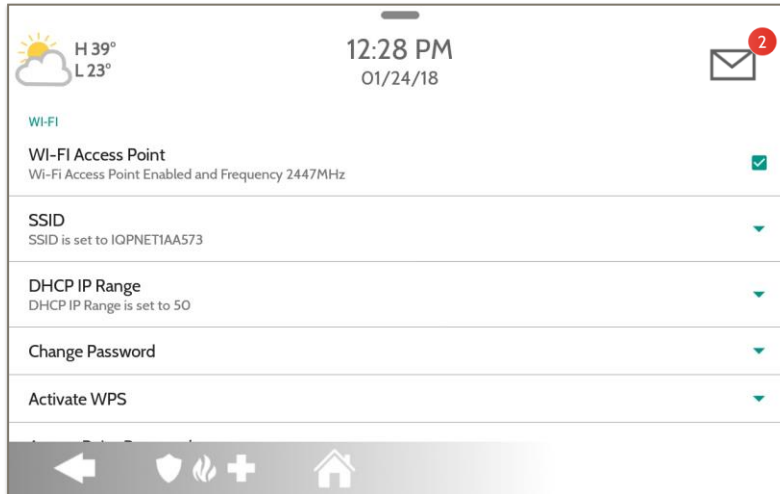 H 39°
L 23°
12:28 PM
01/24/18
2
WI-FI
WI-FI Access Point
Wi-Fi Access Point Enabled and Frequency 2447MHz
SSID
SSID is set to IQPNET1AA573
DHCP IP Range
DHCP IP Range is set to 50
Change Password
Activate WPS